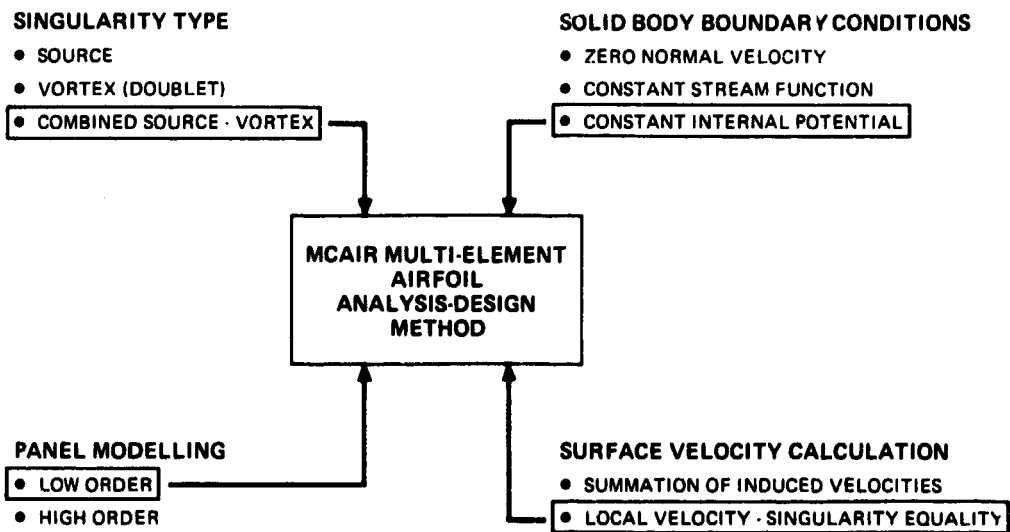 SINGULARITY TYPE
• SOURCE
• VORTEX (DOUBLET)
• COMBINED SOURCE - VORTEX
SOLID BODY BOUNDARY CONDITIONS
• ZERO NORMAL VELOCITY
• CONSTANT STREAM FUNCTION
• CONSTANT INTERNAL POTENTIAL
MCAIR MULTI-ELEMENT
AIRFOIL
ANALYSIS-DESIGN
METHOD
PANEL MODELLING
• LOW ORDER
• HIGH ORDER
SURFACE VELOCITY CALCULATION
• SUMMATION OF INDUCED VELOCITIES
• LOCAL VELOCITY - SINGULARITY EQUALITY